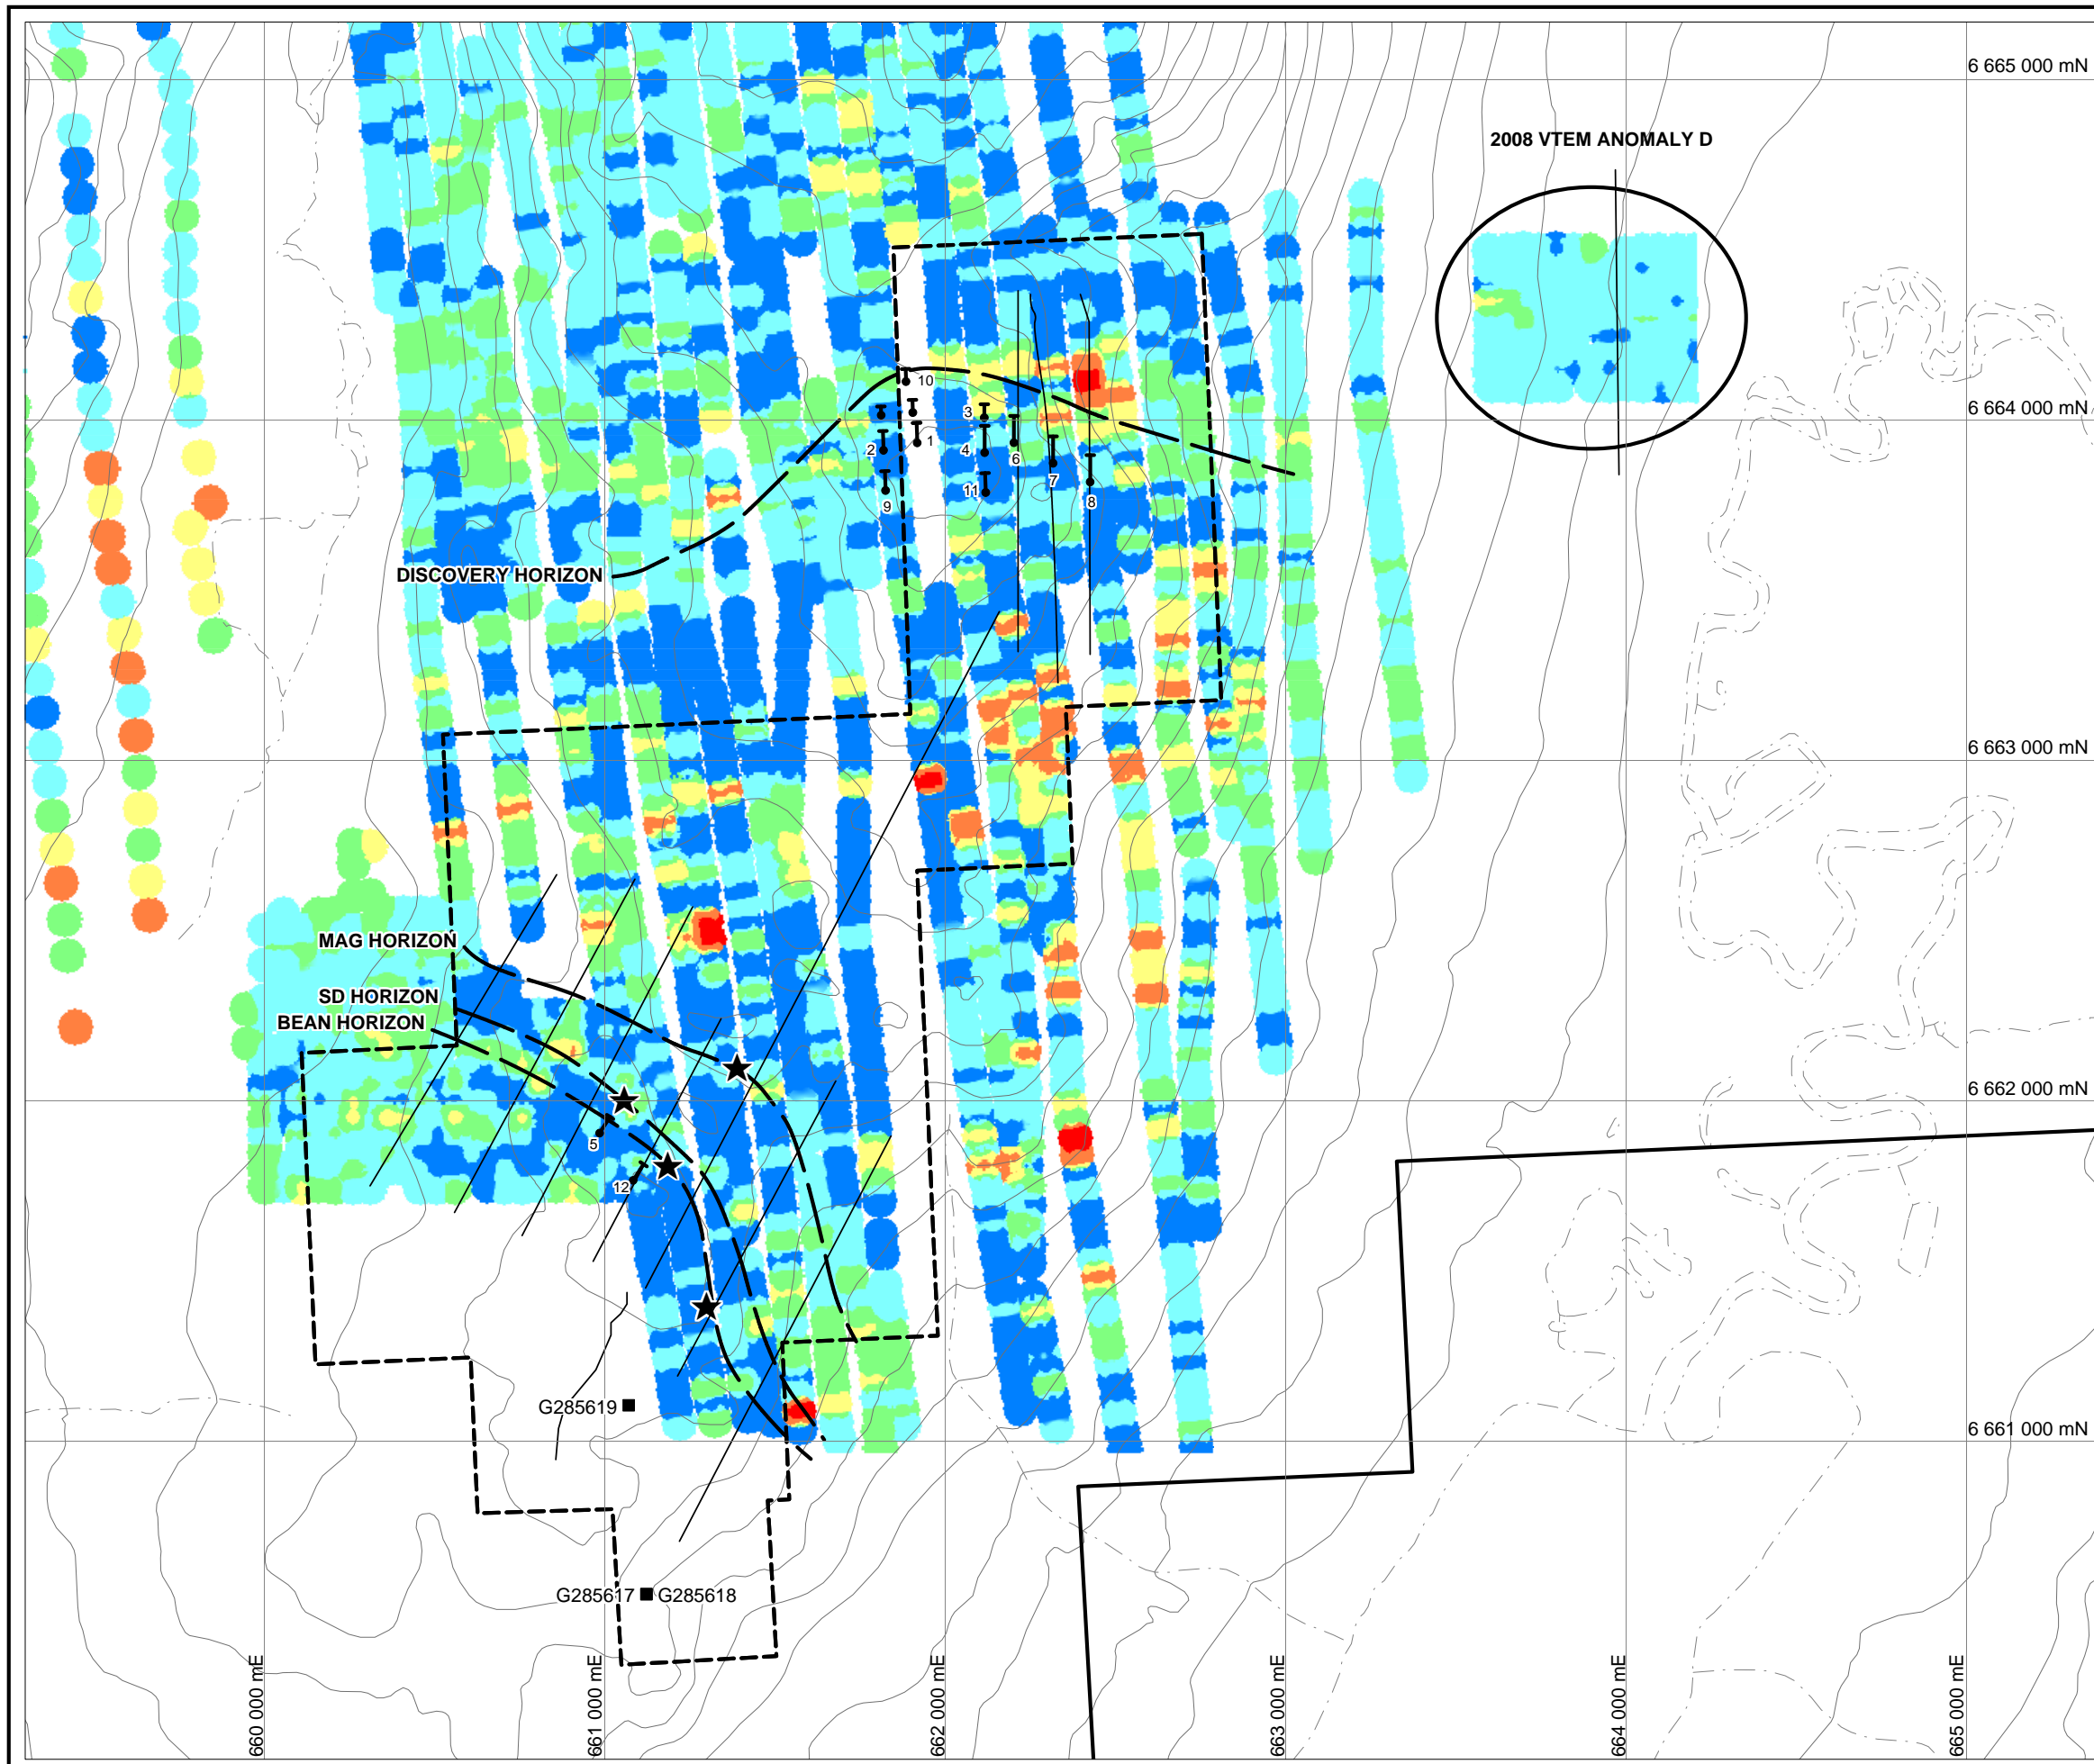 6 665 000 mN
2008 VTEM ANOMALY D
10
3
6 664 000 mN
2
1
4
6
7
11
8
9
DISCOVERY HORIZON
6 663 000 mN
MAG HORIZON
SD HORIZON
BEAN HORIZON
6 662 000 mN
5
12
G285619
6 661 000 mN
G285617
G285618
660 000 mE
661 000 mE
662 000 mE
663 000 mE
664 000 mE
665 000 mE